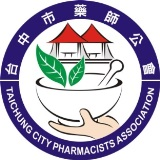 台中市藥師公會
TAICHUNG CITY PHARMACISTS ASSOCIATION